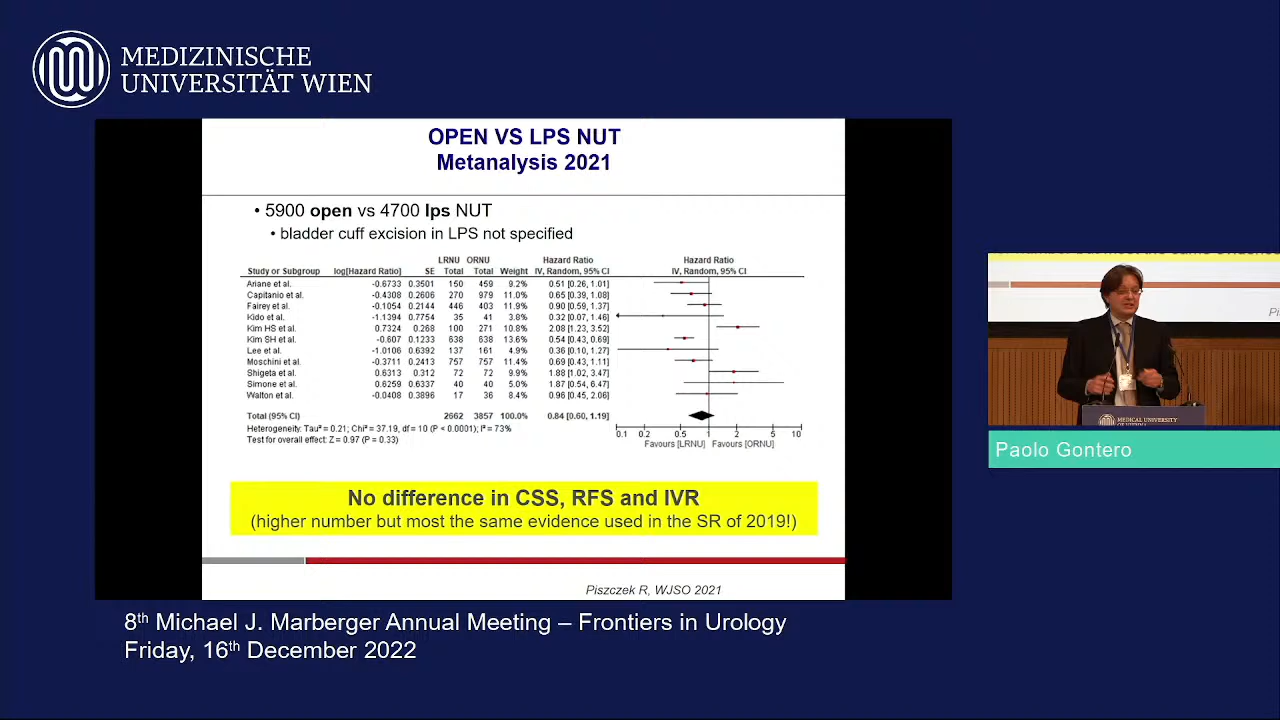 MEDIZINISCHE
UNIVERSITÄT WIEN
OPEN VS LPS NUT
Metanalysis 2021
• 5900 open vs 4700 lps NUT
• bladder cuff excision in LPS not specified
LRNU ORNU Hazard Ratio Hazard Ratio
Study or Subgroup log[Hazard Ratio] SE Total Total Weight IV, Random, 95% CI IV, Random, 95% CI
Ariane et al. -0.6733 0.3501 150 459 9.2% 0.51 [0.26, 1.01]
Capitanio et al. -0.4308 0.2606 270 979 11.0% 0.65 [0.39, 1.08]
Fairey et al. -0.1054 0.2144 446 403 11.9% 0.90 [0.59, 1.37]
Kido et al. -1.1394 0.7754 35 41 3.8% 0.32 [0.07, 1.46]
Kim HS et al. 0.7324 0.268 100 271 10.8% 2.08 [1.23, 3.52]
Kim SH et al. -0.607 0.1233 638 638 13.6% 0.54 [0.43, 0.69]
Lee et al. -1.0106 0.6392 137 161 4.9% 0.36 [0.10, 1.27]
Moschini et al. -0.3711 0.2413 757 757 11.4% 0.69 [0.43, 1.11]
Shigeta et al. 0.6313 0.312 72 72 9.9% 1.88 [1.02, 3.47]
Simone et al. 0.6259 0.6337 40 40 5.0% 1.87 [0.54, 6.47]
Walton et al. -0.0408 0.3896 17 36 8.4% 0.96 [0.45, 2.06]
Total (95% CI) 2662 3857 100.0% 0.84 [0.60, 1.19]
Heterogeneity: Tau² = 0.21; Chi² = 37.19, df = 10 (P < 0.0001); I² = 73%
Test for overall effect: Z = 0.97 (P = 0.33)
0.1 0.2 0.5 1 2 5 10
Favours [LRNU] Favours [ORNU]
No difference in CSS, RFS and IVR
(higher number but most the same evidence used in the SR of 2019!)
Piszczek R, WJSO 2021
MEDICAL UNIVERSITY
Paolo Gontero
8th Michael J. Marberger Annual Meeting – Frontiers in Urology
Friday, 16th December 2022